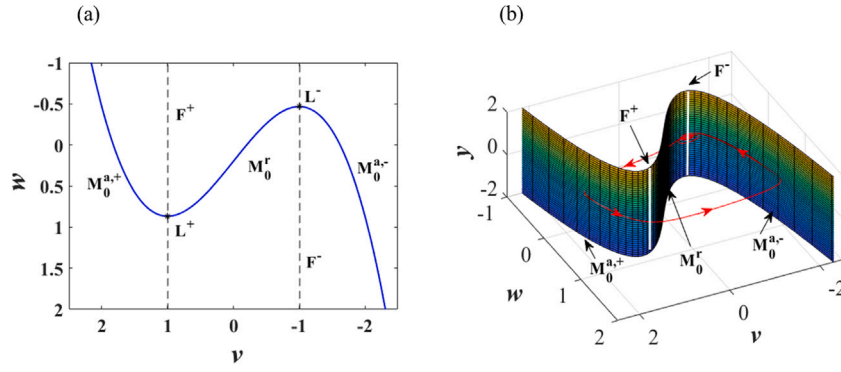 (a)
(b)
-1
-0.5
0
0.5
1
1.5
2
w
F⁺
L⁻
M₀ᵃ,⁺
M₀ʳ
M₀ᵃ,⁻
L⁺
F⁻
2 1 0 -1 -2
v
F⁻
F⁺
2
0
-2
y
-1
0
1
2
w
M₀ᵃ,⁺
M₀ʳ
M₀ᵃ,⁻
2 0 -2
v